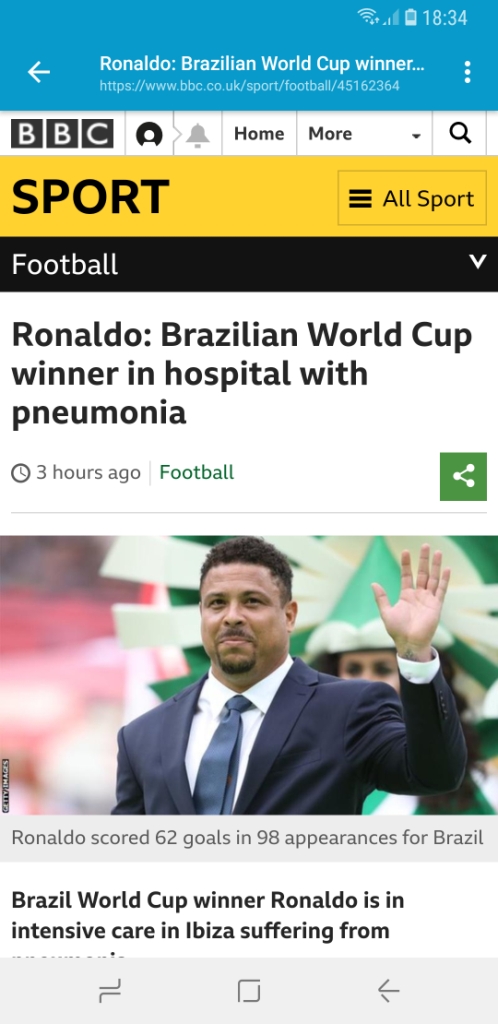 18:34
Ronaldo: Brazilian World Cup winner...
https://www.bbc.co.uk/sport/football/45162364
BBC
Home
More
SPORT
All Sport
Football
Ronaldo: Brazilian World Cup
winner in hospital with
pneumonia
3 hours ago
Football
GETTY IMAGES
Ronaldo scored 62 goals in 98 appearances for Brazil
Brazil World Cup winner Ronaldo is in
intensive care in Ibiza suffering from